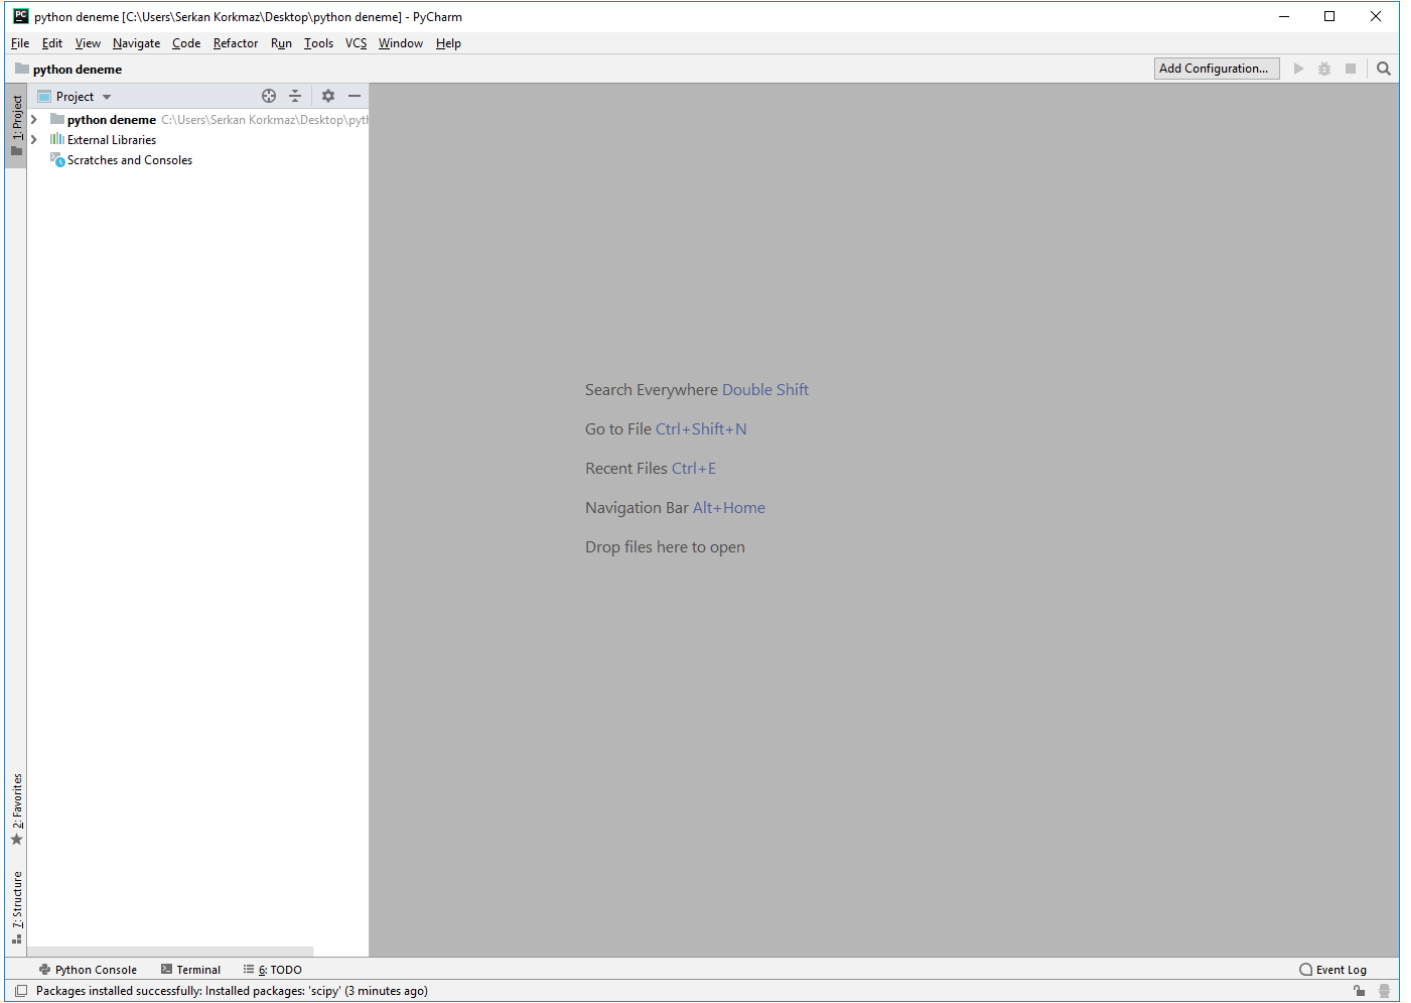 PC python deneme [C:\Users\Serkan Korkmaz\Desktop\python deneme] - PyCharm
File Edit View Navigate Code Refactor Run Tools VCS Window Help
python deneme
Add Configuration...
1: Project
Project
python deneme C:\Users\Serkan Korkmaz\Desktop\pyth
External Libraries
Scratches and Consoles
Search Everywhere Double Shift
Go to File Ctrl+Shift+N
Recent Files Ctrl+E
Navigation Bar Alt+Home
Drop files here to open
2: Favorites
7: Structure
Python Console Terminal 6: TODO Event Log
Packages installed successfully: Installed packages: 'scipy' (3 minutes ago)